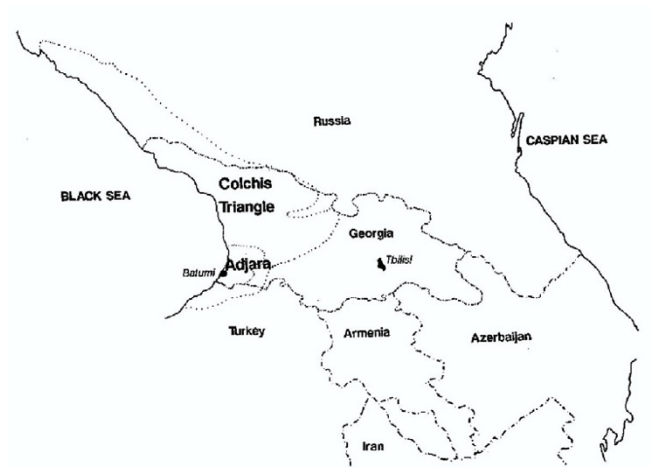 Russia
CASPIAN SEA
Colchis
Triangle
BLACK SEA
Georgia
Adjara
Batumi
Tbilisi
Turkey
Armenia
Azerbaijan
Iran